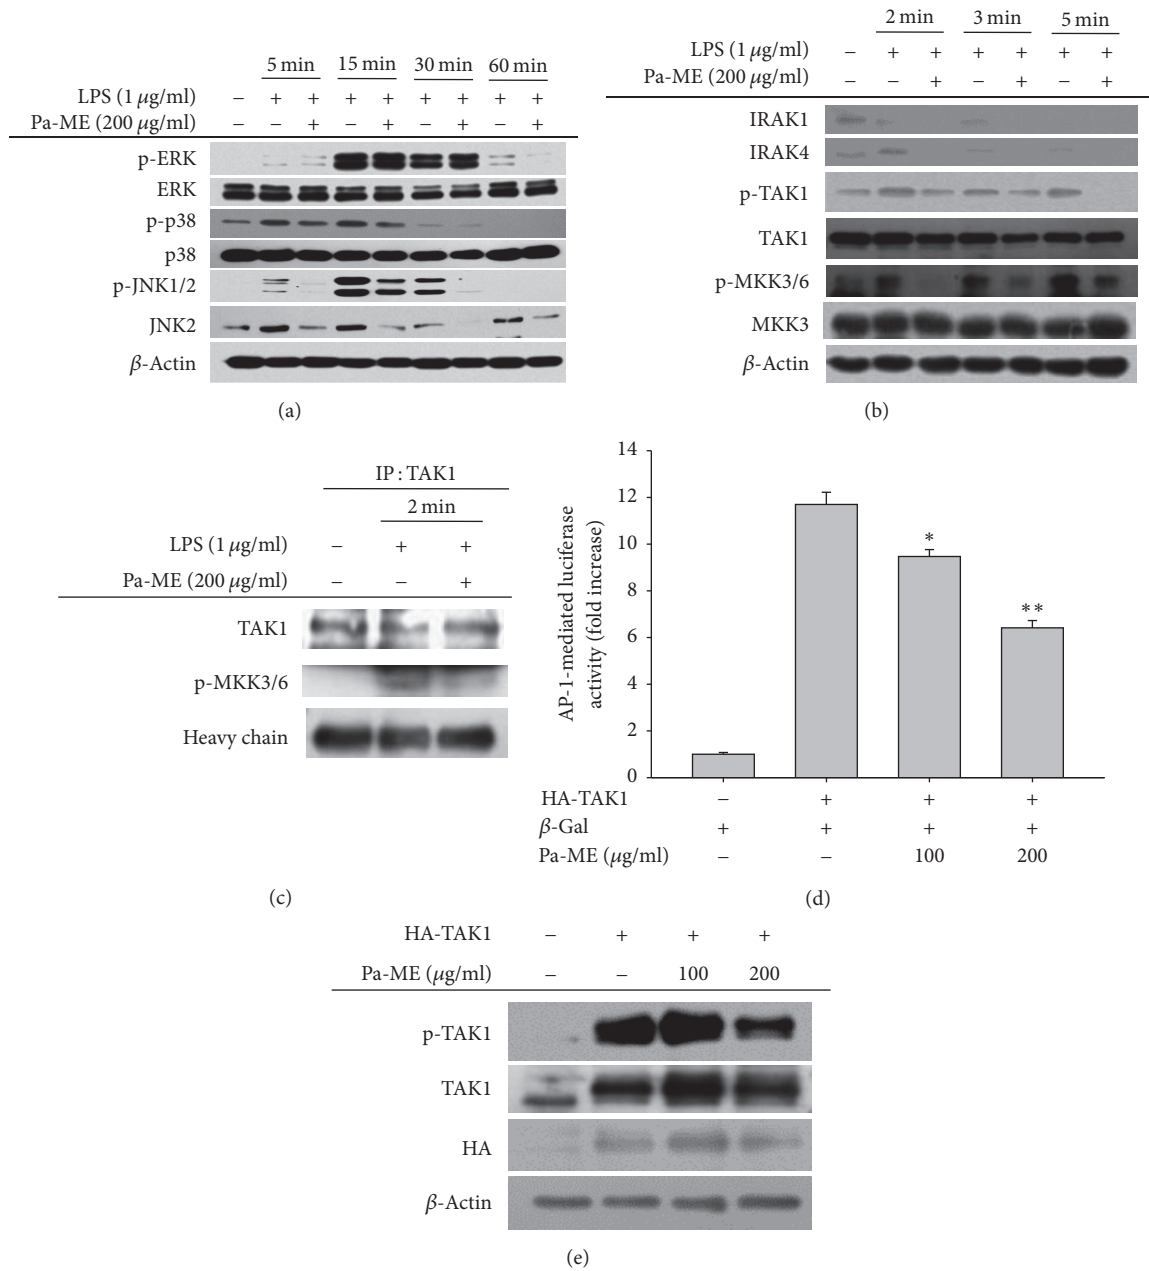 5 min 15 min 30 min 60 min
LPS (1 μg/ml) − + + + + + + + +
Pa-ME (200 μg/ml) − − + − + − + − +
p-ERK
ERK
p-p38
p38
p-JNK1/2
JNK2
β-Actin
(a)
2 min 3 min 5 min
LPS (1 μg/ml) − + + + + + +
Pa-ME (200 μg/ml) − − + − + − +
IRAK1
IRAK4
p-TAK1
TAK1
p-MKK3/6
MKK3
β-Actin
(b)
IP : TAK1
2 min
LPS (1 μg/ml) − + +
Pa-ME (200 μg/ml) − − +
TAK1
p-MKK3/6
Heavy chain
(c)
AP-1-mediated luciferase
activity (fold increase)
14
12
10
8
6
4
2
0
*
**
HA-TAK1 − + + +
β-Gal + + + +
Pa-ME (μg/ml) − − 100 200
(d)
HA-TAK1 − + + +
Pa-ME (μg/ml) − − 100 200
p-TAK1
TAK1
HA
β-Actin
(e)